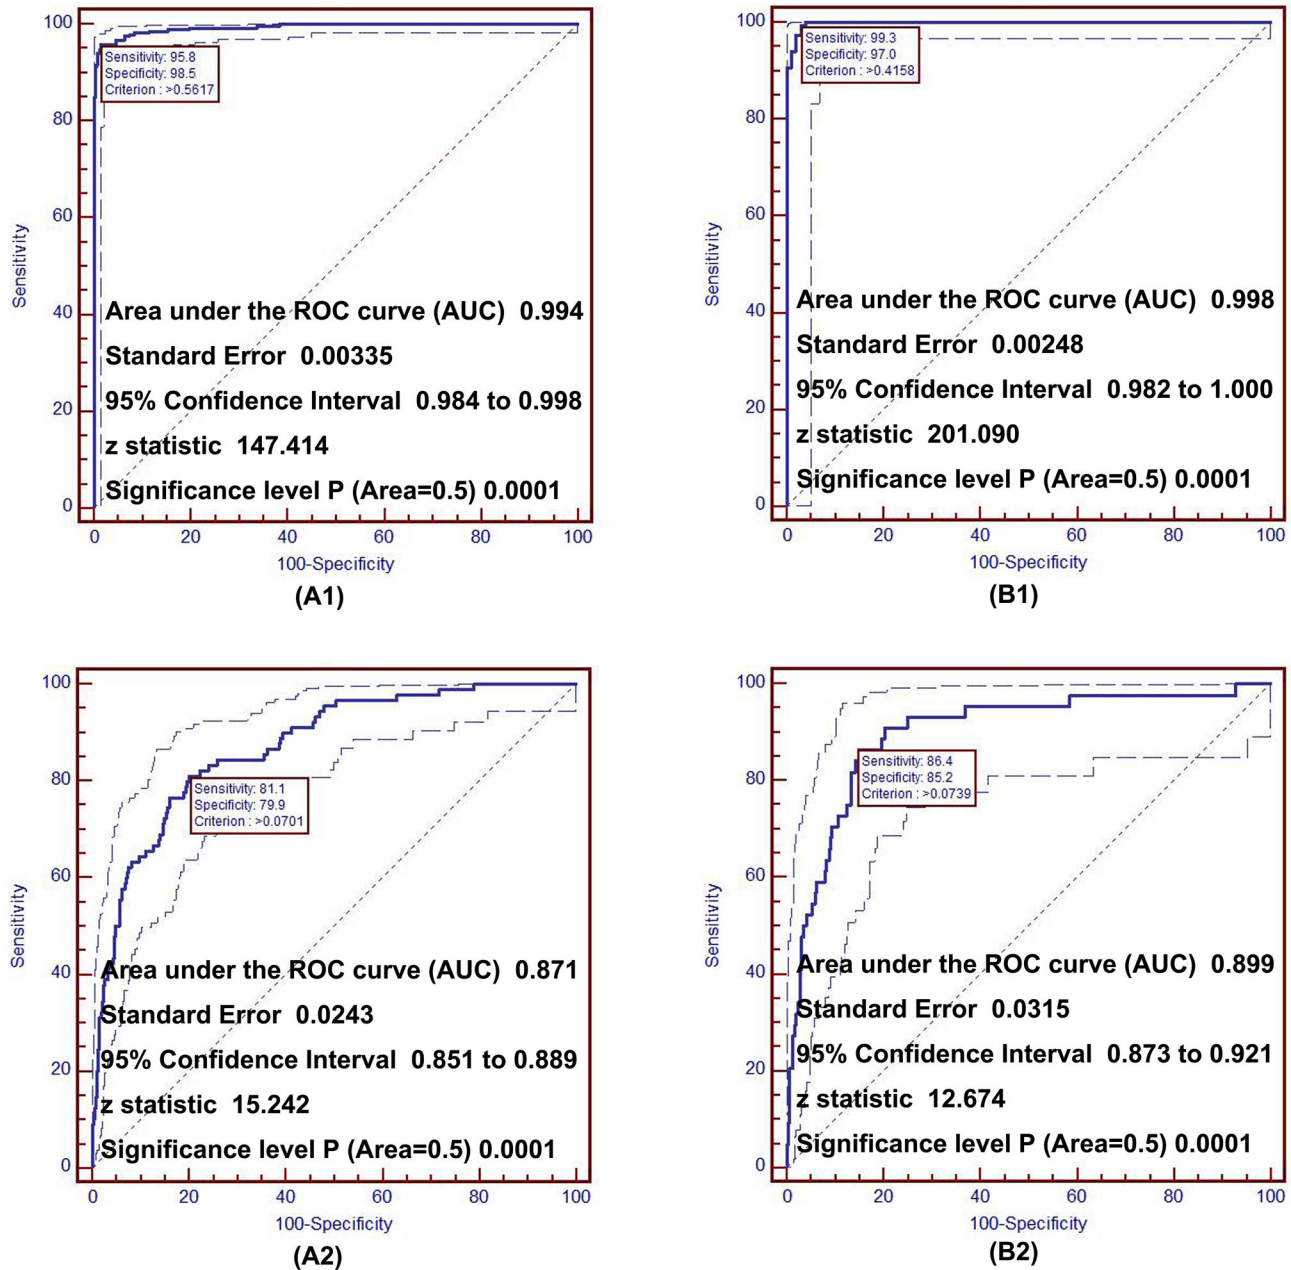 100
80
60
40
20
0
Sensitivity
Sensitivity: 95.8
Specificity: 98.5
Criterion : >0.5617
Area under the ROC curve (AUC) 0.994
Standard Error 0.00335
95% Confidence Interval 0.984 to 0.998
z statistic 147.414
Significance level P (Area=0.5) 0.0001
0 20 40 60 80 100
100-Specificity
(A1)
100
80
60
40
20
0
Sensitivity
Sensitivity: 99.3
Specificity: 97.0
Criterion : >0.4158
Area under the ROC curve (AUC) 0.998
Standard Error 0.00248
95% Confidence Interval 0.982 to 1.000
z statistic 201.090
Significance level P (Area=0.5) 0.0001
0 20 40 60 80 100
100-Specificity
(B1)
100
80
60
40
20
0
Sensitivity
Sensitivity: 81.1
Specificity: 79.9
Criterion : >0.0701
Area under the ROC curve (AUC) 0.871
Standard Error 0.0243
95% Confidence Interval 0.851 to 0.889
z statistic 15.242
Significance level P (Area=0.5) 0.0001
0 20 40 60 80 100
100-Specificity
(A2)
100
80
60
40
20
0
Sensitivity
Sensitivity: 86.4
Specificity: 85.2
Criterion : >0.0739
Area under the ROC curve (AUC) 0.899
Standard Error 0.0315
95% Confidence Interval 0.873 to 0.921
z statistic 12.674
Significance level P (Area=0.5) 0.0001
0 20 40 60 80 100
100-Specificity
(B2)